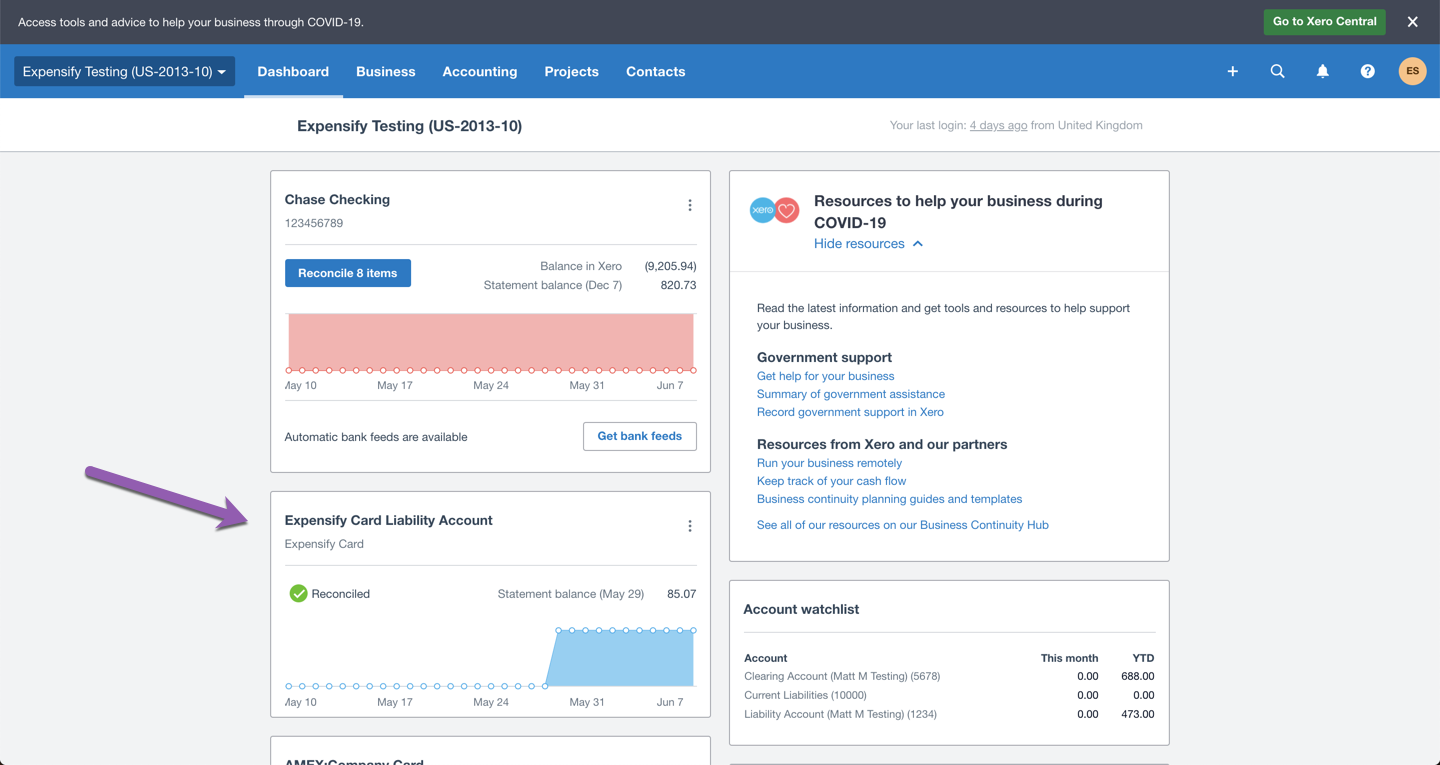 Access tools and advice to help your business through COVID-19.
Go to Xero Central
Expensify Testing (US-2013-10)
Dashboard
Business
Accounting
Projects
Contacts
ES
Expensify Testing (US-2013-10)
Your last login: 4 days ago from United Kingdom
Chase Checking
123456789
Reconcile 8 items
Balance in Xero (9,205.94)
Statement balance (Dec 7) 820.73
May 10 May 17 May 24 May 31 Jun 7
Automatic bank feeds are available
Get bank feeds
Expensify Card Liability Account
Expensify Card
Reconciled
Statement balance (May 29) 85.07
May 10 May 17 May 24 May 31 Jun 7
AMEX:Company Card
xero
Resources to help your business during
COVID-19
Hide resources
Read the latest information and get tools and resources to help support
your business.
Government support
Get help for your business
Summary of government assistance
Record government support in Xero
Resources from Xero and our partners
Run your business remotely
Keep track of your cash flow
Business continuity planning guides and templates
See all of our resources on our Business Continuity Hub
Account watchlist
Account This month YTD
Clearing Account (Matt M Testing) (5678) 0.00 688.00
Current Liabilities (10000) 0.00 0.00
Liability Account (Matt M Testing) (1234) 0.00 473.00